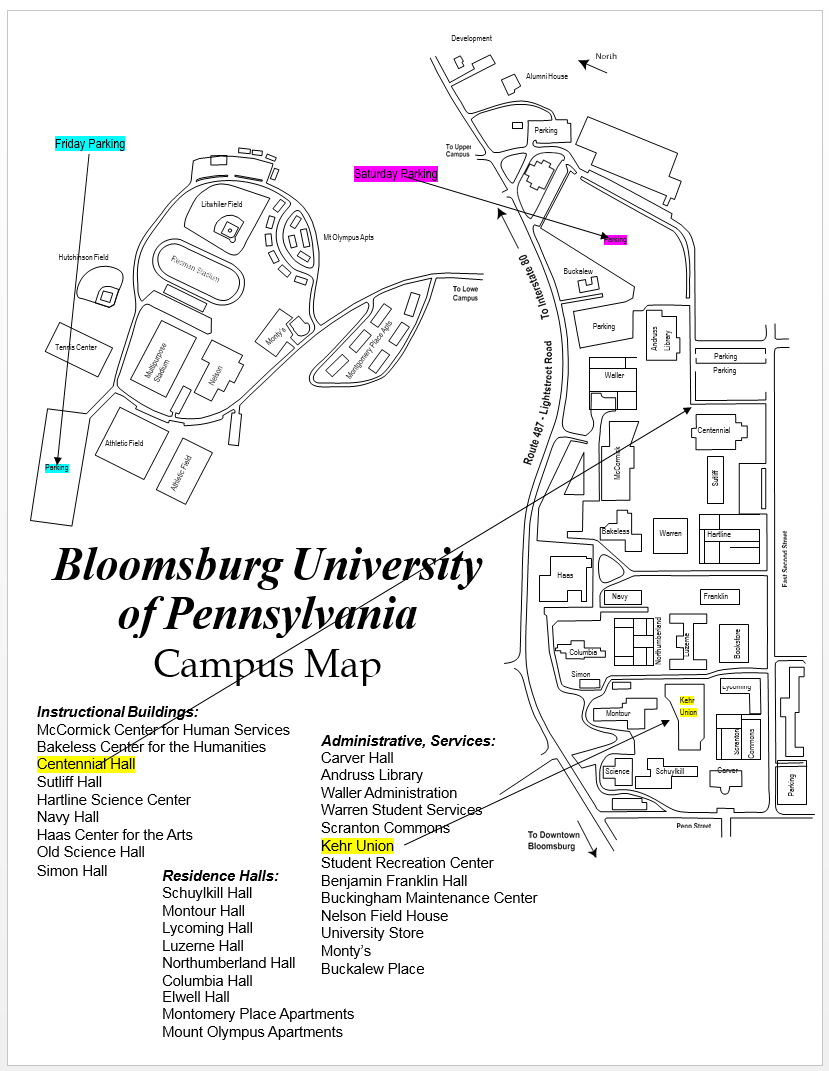 Development
North
Alumni House
Parking
Friday Parking
To Upper
Campus
Saturday Parking
Litwhiler Field
Mt Olympus Apts
Parking
Hutchinson Field
Redman Stadium
To Interstate 80
Buckalew
To Lowe
Campus
Parking
Monty's
Andruss
Library
Tennis Center
Multipurpose
Stadium
Nelson
Montgomery Place Apts
Parking
Parking
Waller
Route 487 - Lightstreet Road
Centennial
Athletic Field
Athletic Field
Parking
McCormick
Sutliff
Bakeless
Warren
Hartline
East Second Street
Bloomsburg University
of Pennsylvania
Campus Map
Haas
Navy
Franklin
Columbia
Northumberland
Luzerne
Bookstore
Simon
Lycoming
Kehr
Union
Montour
Scranton
Commons
Science
Schuylkill
Carver
Parking
Penn Street
To Downtown
Bloomsburg
Instructional Buildings:
McCormick Center for Human Services
Bakeless Center for the Humanities
Centennial Hall
Sutliff Hall
Hartline Science Center
Navy Hall
Haas Center for the Arts
Old Science Hall
Simon Hall
Administrative, Services:
Carver Hall
Andruss Library
Waller Administration
Warren Student Services
Scranton Commons
Kehr Union
Student Recreation Center
Benjamin Franklin Hall
Buckingham Maintenance Center
Nelson Field House
University Store
Monty’s
Buckalew Place
Residence Halls:
Schuylkill Hall
Montour Hall
Lycoming Hall
Luzerne Hall
Northumberland Hall
Columbia Hall
Elwell Hall
Montomery Place Apartments
Mount Olympus Apartments